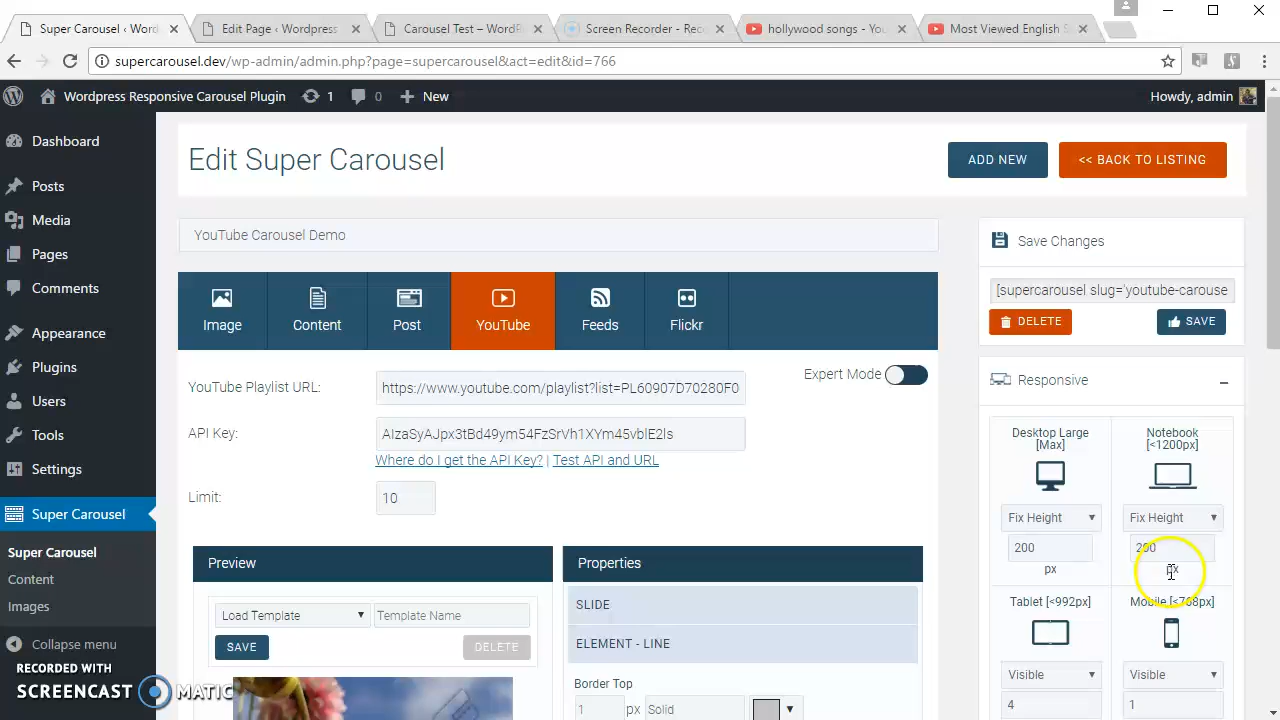 Super Carousel ‹ Word
Edit Page ‹ Wordpress
Carousel Test – WordPr
Screen Recorder - Reco
hollywood songs - You
Most Viewed English S
supercarousel.dev/wp-admin/admin.php?page=supercarousel&act=edit&id=766
Wordpress Responsive Carousel Plugin
1
0
New
Howdy, admin
Dashboard
Posts
Media
Pages
Comments
Appearance
Plugins
Users
Tools
Settings
Super Carousel
Super Carousel
Content
Images
Collapse menu
RECORDED WITH
SCREENCAST MATIC
Edit Super Carousel
ADD NEW
<< BACK TO LISTING
YouTube Carousel Demo
Image
Content
Post
YouTube
Feeds
Flickr
YouTube Playlist URL:
https://www.youtube.com/playlist?list=PL60907D70280F0
Expert Mode
API Key:
AIzaSyAJpx3tBd49ym54FzSrVh1XYm45vblE2ls
Where do I get the API Key? | Test API and URL
Limit:
10
Preview
Load Template
Template Name
SAVE
DELETE
Properties
SLIDE
ELEMENT - LINE
Border Top
1 px Solid
Save Changes
[supercarousel slug='youtube-carouse
DELETE
SAVE
Responsive
Desktop Large
[Max]
Fix Height
200
px
Notebook
[<1200px]
Fix Height
200
px
Tablet [<992px]
Visible
4
Mobile [<768px]
Visible
1